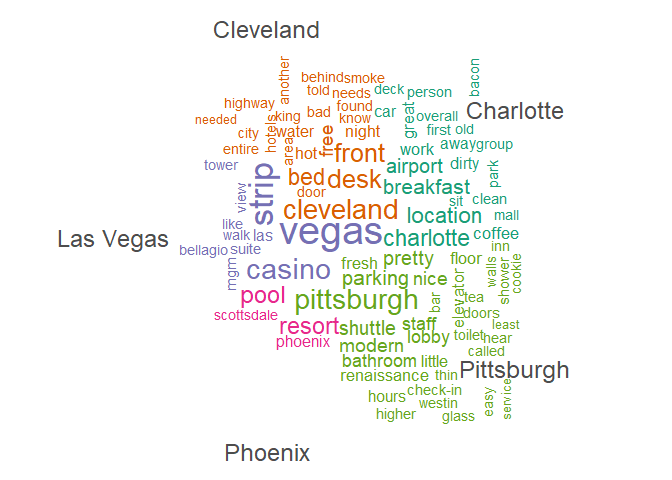 Cleveland
another
behind smoke
told needs deck person
bacon
highway
found
great
Charlotte
needed
hotels
king bad
know
car
overall
city
water
free
night
first old
entire
area
hot
front
work
away group
tower
strip
bed desk
airport
dirty
park
view
door
breakfast
sit clean
like
cleveland
location
mall
Las Vegas
walk las
vegas
charlotte
coffee
bellagio
suite
inn
mgm
casino
fresh
pretty
floor
walls
shower
cookie
parking nice
elevator
pool
pittsburgh
bar
tea
scottsdale
doors
resort
shuttle
staff
least
phoenix
modern
lobby
toilet hear
called
bathroom little
Pittsburgh
renaissance thin
hours
check-in
easy
service
westin
higher
glass
Phoenix